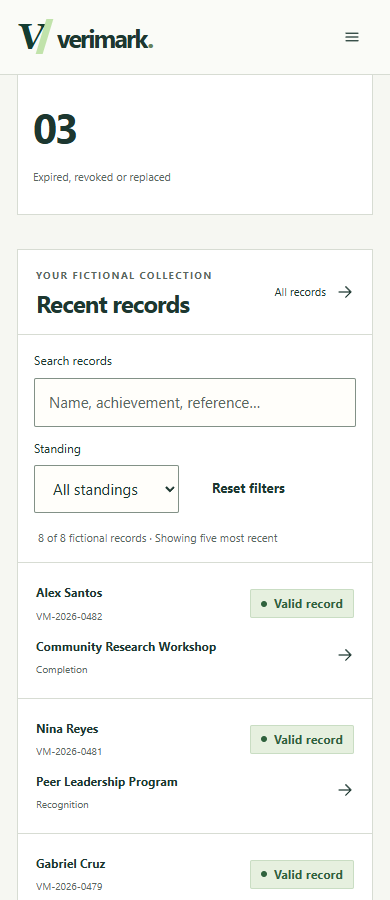 V verimark.
03
Expired, revoked or replaced
YOUR FICTIONAL COLLECTION
Recent records
All records →
Search records
Name, achievement, reference...
Standing
All standings
Reset filters
8 of 8 fictional records · Showing five most recent
Alex Santos
Valid record
VM-2026-0482
Community Research Workshop
Completion
Nina Reyes
Valid record
VM-2026-0481
Peer Leadership Program
Recognition
Gabriel Cruz
Valid record
VM-2026-0479